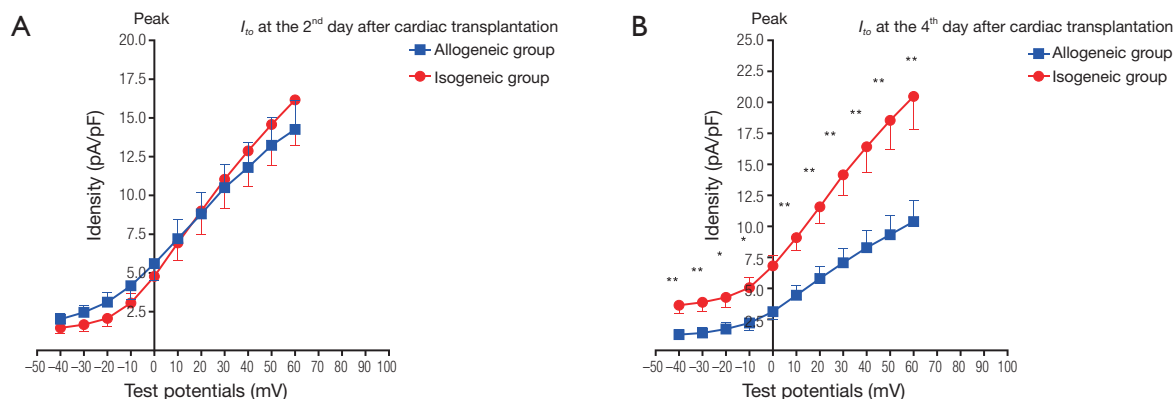 A
Peak
I_to at the 2nd day after cardiac transplantation
20.0
Allogeneic group
17.5
Isogeneic group
15.0
12.5
10.0
7.5
5.0
2.5
Idensity (pA/pF)
−50 −40 −30 −20 −10 0 10 20 30 40 50 60 70 80 90 100
Test potentials (mV)
B
Peak
I_to at the 4th day after cardiac transplantation
25.0
Allogeneic group
22.5
Isogeneic group
20.0
17.5
15.0
12.5
10.0
7.5
5.0
2.5
Idensity (pA/pF)
** ** * * ** ** ** ** ** **
−50 −40 −30 −20 −10 0 10 20 30 40 50 60 70 80 90 100
Test potentials (mV)